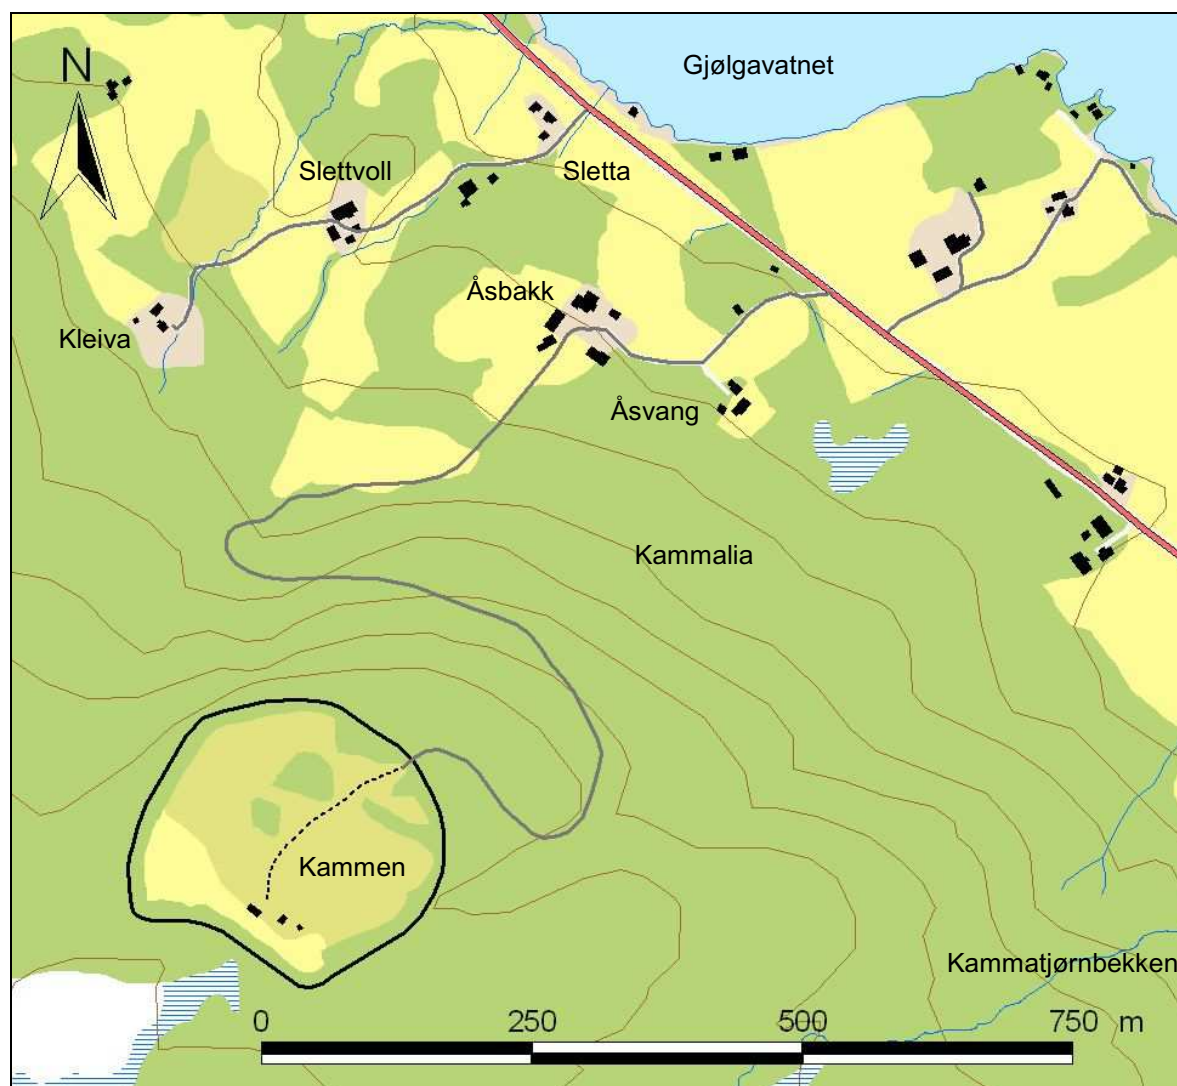 N
Gjølgavatnet
Slettvoll
Sletta
Åsbakk
Kleiva
Åsvang
Kammalia
Kammen
Kammatjørnbekken
0 250 500 750 m